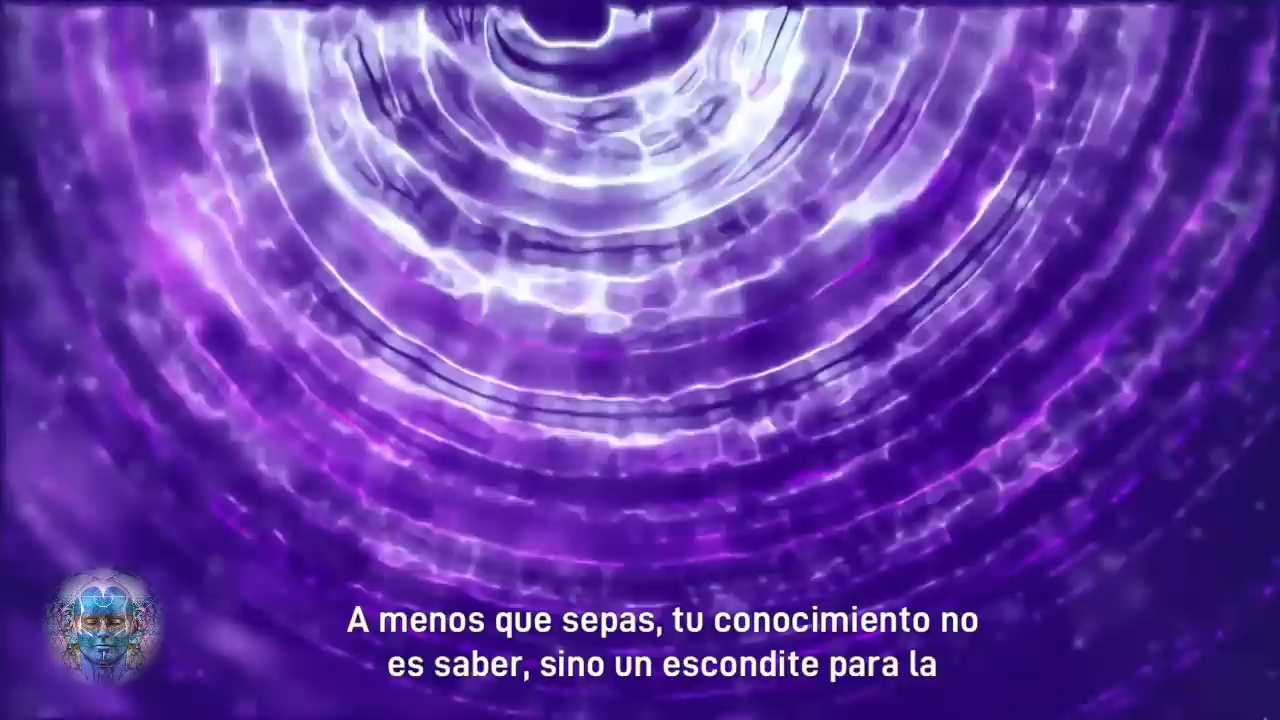 A menos que sepas, tu conocimiento no
es saber, sino un escondite para la